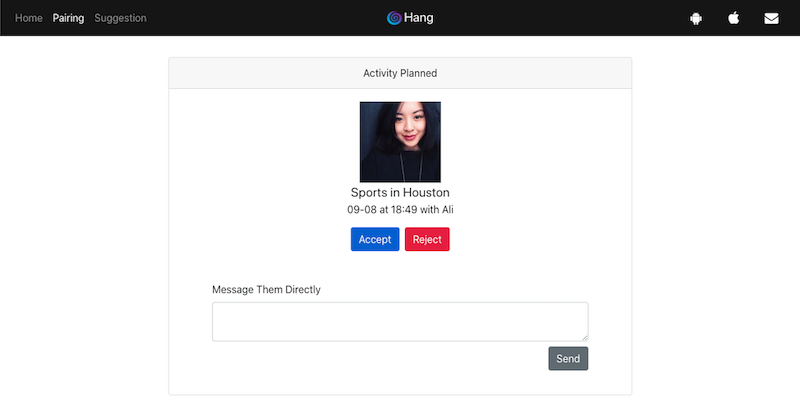 Home Pairing Suggestion Hang
Activity Planned
Sports in Houston
09-08 at 18:49 with Ali
Accept Reject
Message Them Directly
Send